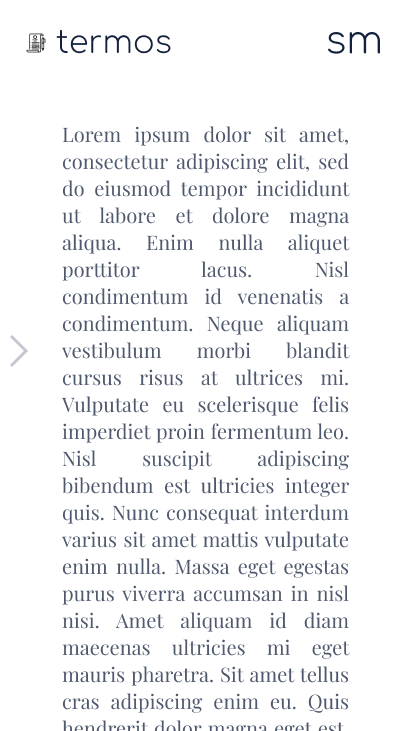 termos
sm
Lorem ipsum dolor sit amet,
consectetur adipiscing elit, sed
do eiusmod tempor incididunt
ut labore et dolore magna
aliqua. Enim nulla aliquet
porttitor lacus. Nisl
condimentum id venenatis a
condimentum. Neque aliquam
vestibulum morbi blandit
cursus risus at ultrices mi.
Vulputate eu scelerisque felis
imperdiet proin fermentum leo.
Nisl suscipit adipiscing
bibendum est ultricies integer
quis. Nunc consequat interdum
varius sit amet mattis vulputate
enim nulla. Massa eget egestas
purus viverra accumsan in nisl
nisi. Amet aliquam id diam
maecenas ultricies mi eget
mauris pharetra. Sit amet tellus
cras adipiscing enim eu. Quis
hendrerit dolor magna eget est.